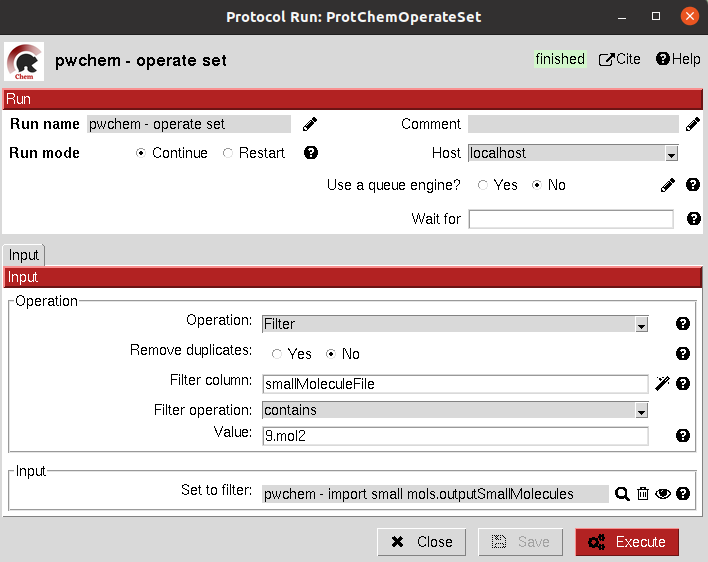 Protocol Run: ProtChemOperateSet
Chem
pwchem - operate set
finished Cite Help
Run
Run name pwchem - operate set Comment
Run mode Continue Restart Host localhost
Use a queue engine? Yes No
Wait for
Input
Input
Operation
Operation: Filter
Remove duplicates: Yes No
Filter column: smallMoleculeFile
Filter operation: contains
Value: 9.mol2
Input
Set to filter: pwchem - import small mols.outputSmallMolecules
Close Save Execute